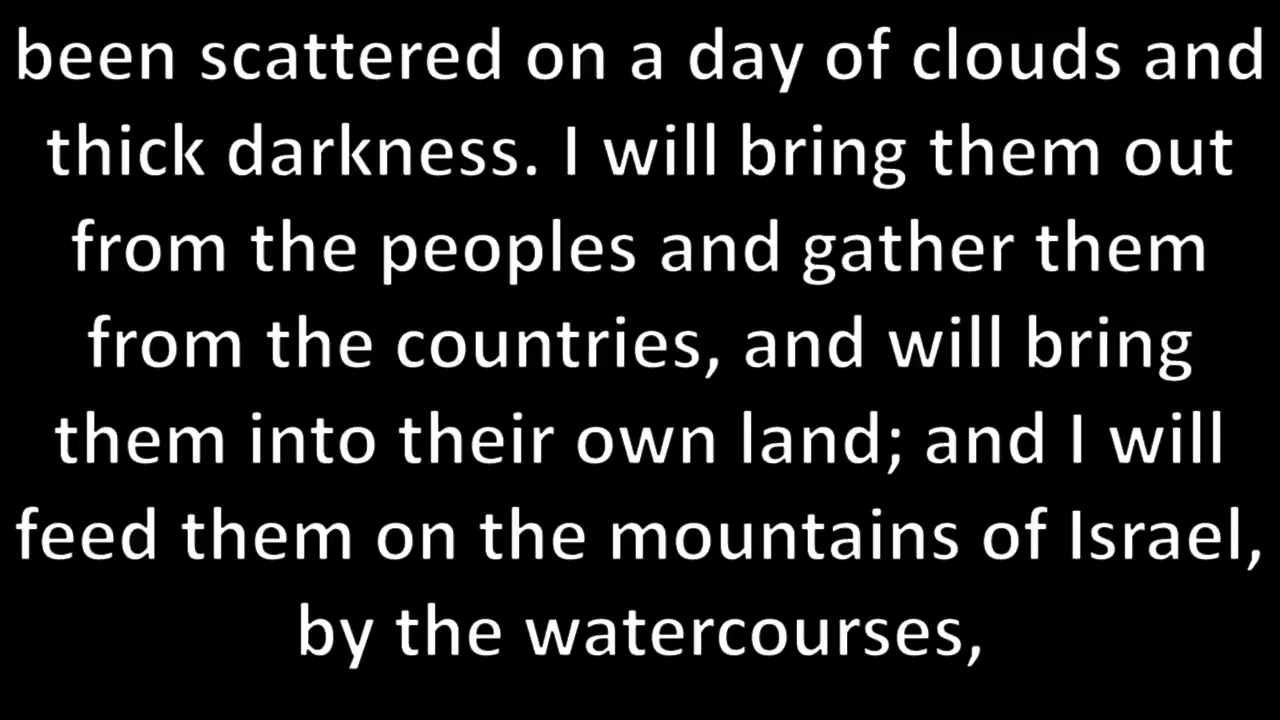 been scattered on a day of clouds and
thick darkness. I will bring them out
from the peoples and gather them
from the countries, and will bring
them into their own land; and I will
feed them on the mountains of Israel,
by the watercourses,